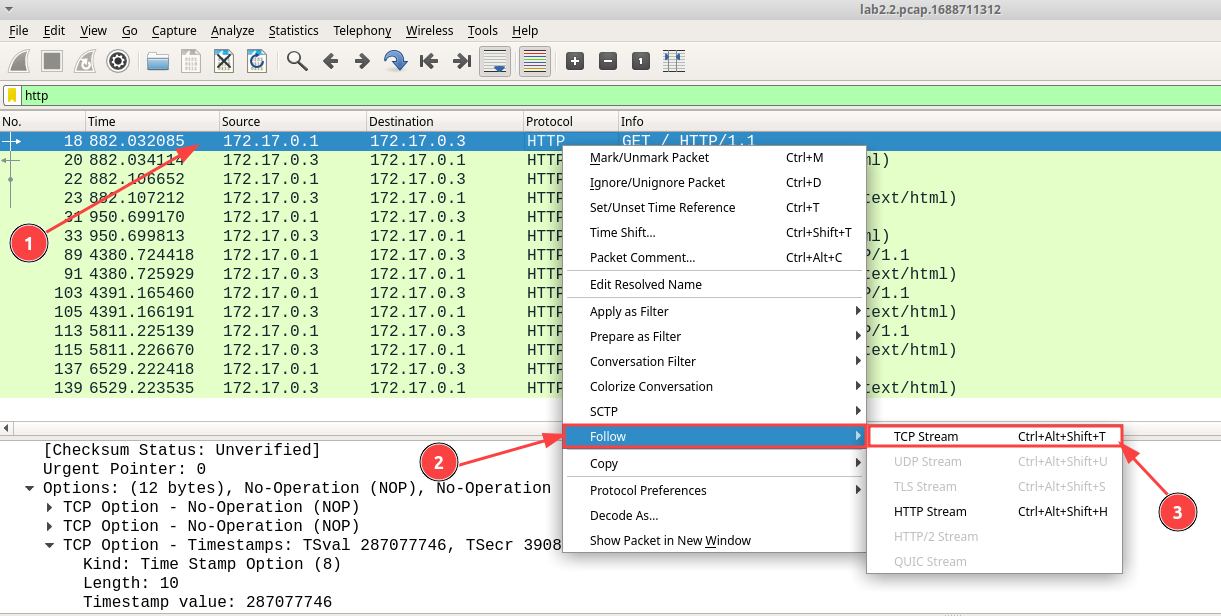 lab2.2.pcap.1688711312
File Edit View Go Capture Analyze Statistics Telephony Wireless Tools Help
http
No. Time Source Destination Protocol Info
18 882.032085 172.17.0.1 172.17.0.3 HTTP GET / HTTP/1.1
20 882.034114 172.17.0.3 172.17.0.1 HTTP ml)
22 882.106652 172.17.0.1 172.17.0.3 HTTP
23 882.107212 172.17.0.3 172.17.0.1 HTTP text/html)
31 950.699170 172.17.0.1 172.17.0.3 HTTP
33 950.699813 172.17.0.3 172.17.0.1 HTTP ml)
89 4380.724418 172.17.0.1 172.17.0.3 HTTP P/1.1
91 4380.725929 172.17.0.3 172.17.0.1 HTTP text/html)
103 4391.165460 172.17.0.1 172.17.0.3 HTTP P/1.1
105 4391.166191 172.17.0.3 172.17.0.1 HTTP text/html)
113 5811.225139 172.17.0.1 172.17.0.3 HTTP P/1.1
115 5811.226670 172.17.0.3 172.17.0.1 HTTP text/html)
137 6529.222418 172.17.0.1 172.17.0.3 HTTP
139 6529.223535 172.17.0.3 172.17.0.1 HTTP text/html)
1
Mark/Unmark Packet Ctrl+M
Ignore/Unignore Packet Ctrl+D
Set/Unset Time Reference Ctrl+T
Time Shift... Ctrl+Shift+T
Packet Comment... Ctrl+Alt+C
Edit Resolved Name
Apply as Filter
Prepare as Filter
Conversation Filter
Colorize Conversation
SCTP
Follow
Copy
Protocol Preferences
Decode As...
Show Packet in New Window
2
TCP Stream Ctrl+Alt+Shift+T
UDP Stream Ctrl+Alt+Shift+U
TLS Stream Ctrl+Alt+Shift+S
HTTP Stream Ctrl+Alt+Shift+H
HTTP/2 Stream
QUIC Stream
3
[Checksum Status: Unverified]
Urgent Pointer: 0
Options: (12 bytes), No-Operation (NOP), No-Operation
TCP Option - No-Operation (NOP)
TCP Option - No-Operation (NOP)
TCP Option - Timestamps: TSval 287077746, TSecr 3908
Kind: Time Stamp Option (8)
Length: 10
Timestamp value: 287077746